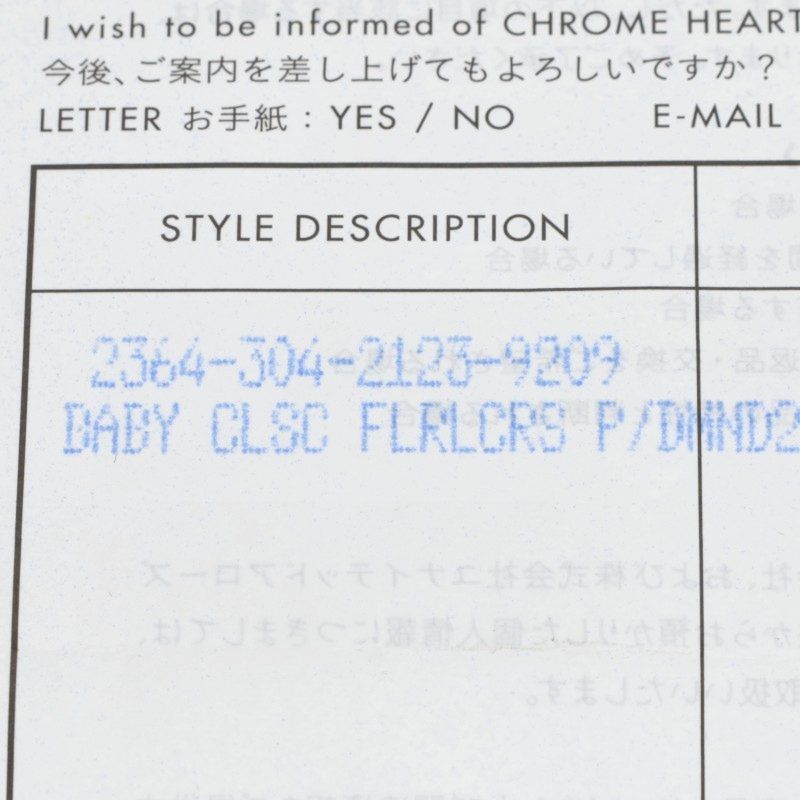 I wish to be informed of CHROME HEART
今後、ご案内を差し上げてもよろしいですか？
LETTER お手紙： YES / NO E-MAIL
STYLE DESCRIPTION
2364-304-2123-9209
BABY CLSC FLRLCRS P/DMND2